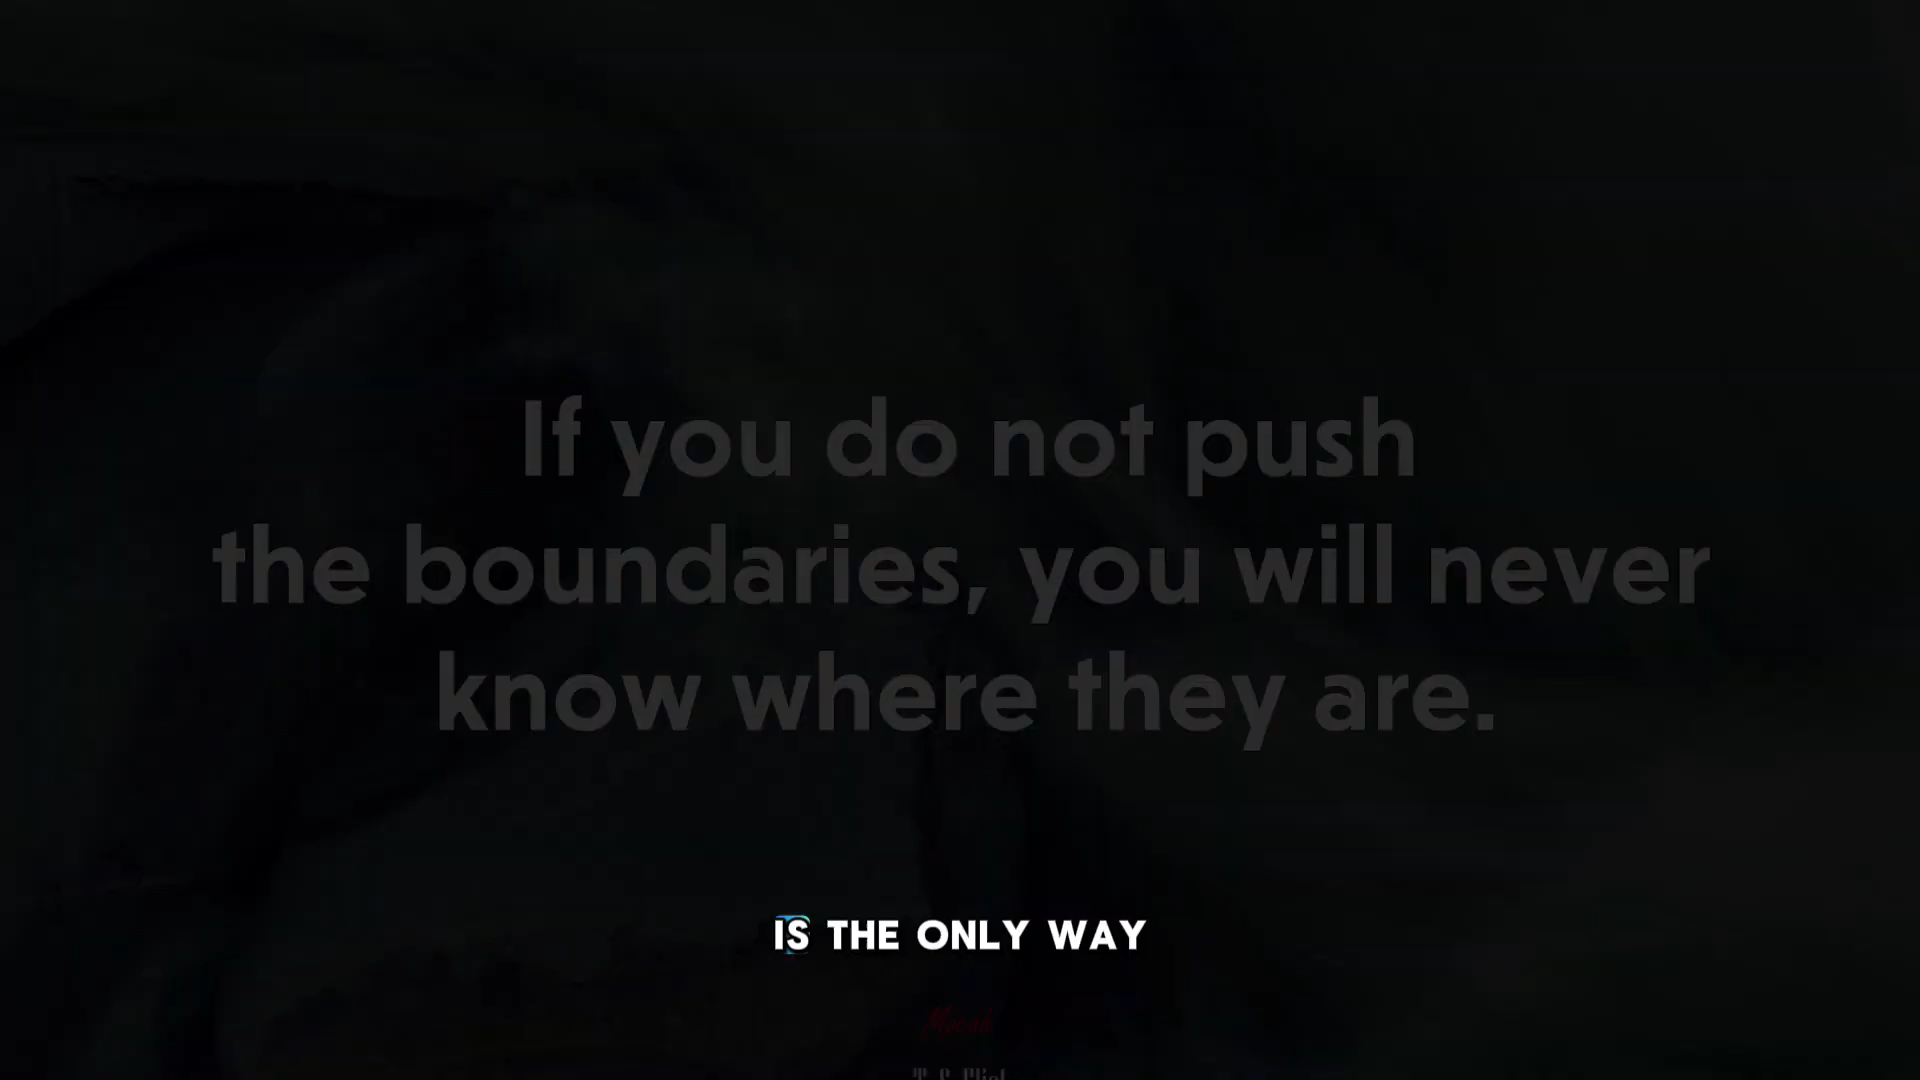 If you do not push
the boundaries, you will never
know where they are.
IS THE ONLY WAY